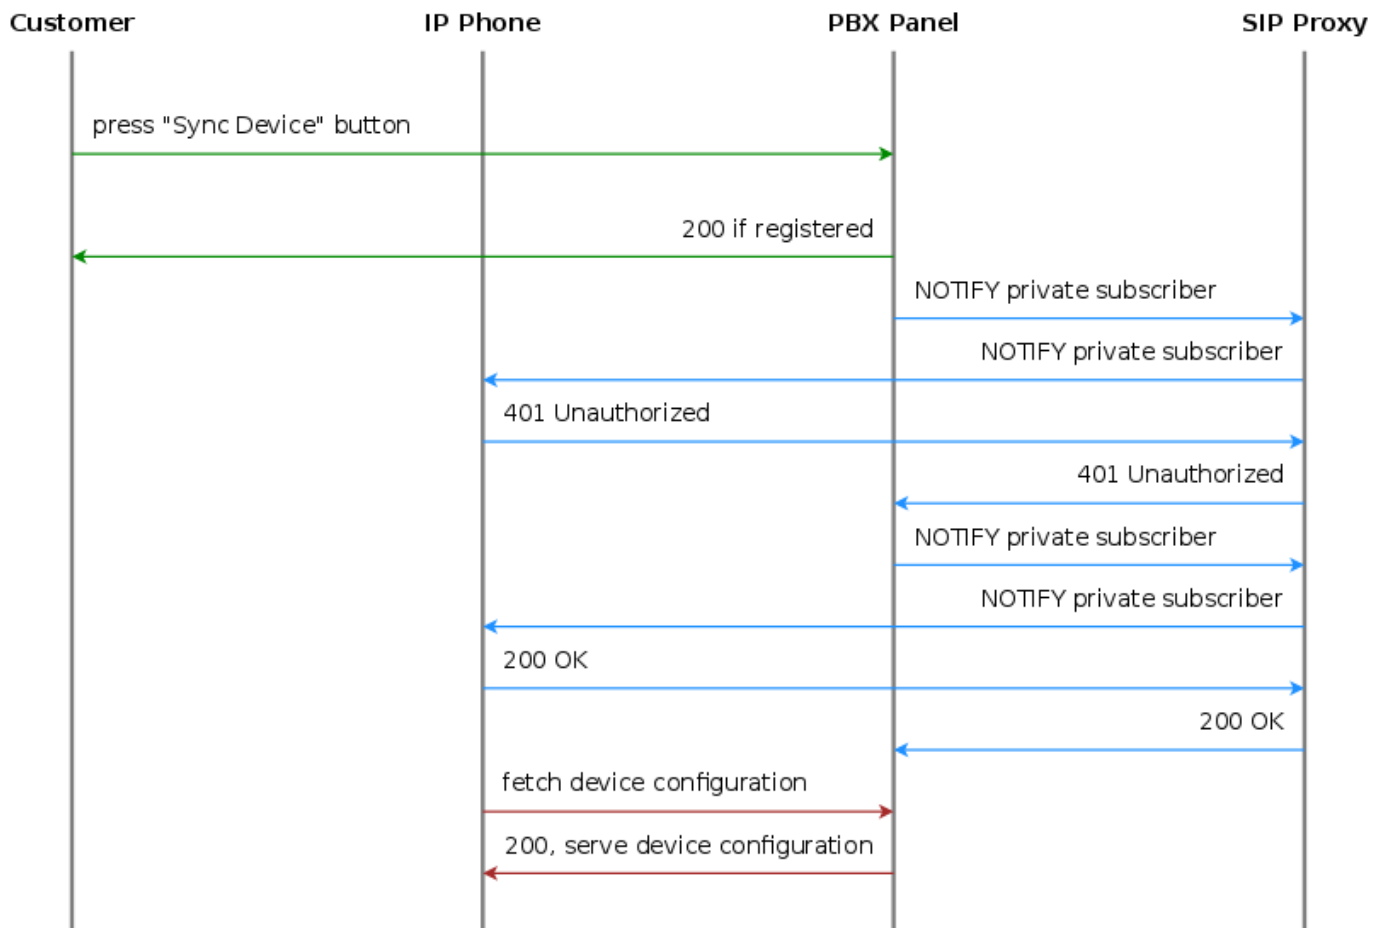 Customer IP Phone PBX Panel SIP Proxy
press "Sync Device" button
200 if registered
NOTIFY private subscriber
NOTIFY private subscriber
401 Unauthorized
401 Unauthorized
NOTIFY private subscriber
NOTIFY private subscriber
200 OK
200 OK
fetch device configuration
200, serve device configuration